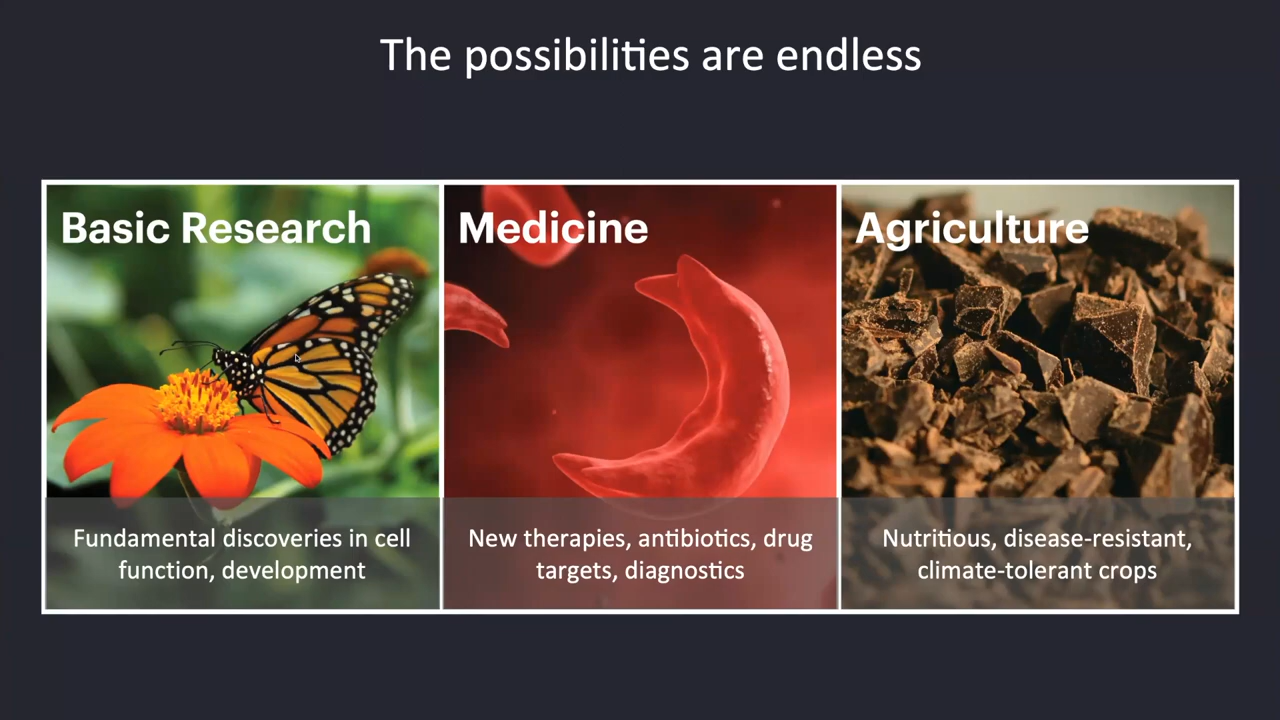 The possibilities are endless
Basic Research
Medicine
Agriculture
Fundamental discoveries in cell
function, development
New therapies, antibiotics, drug
targets, diagnostics
Nutritious, disease-resistant,
climate-tolerant crops